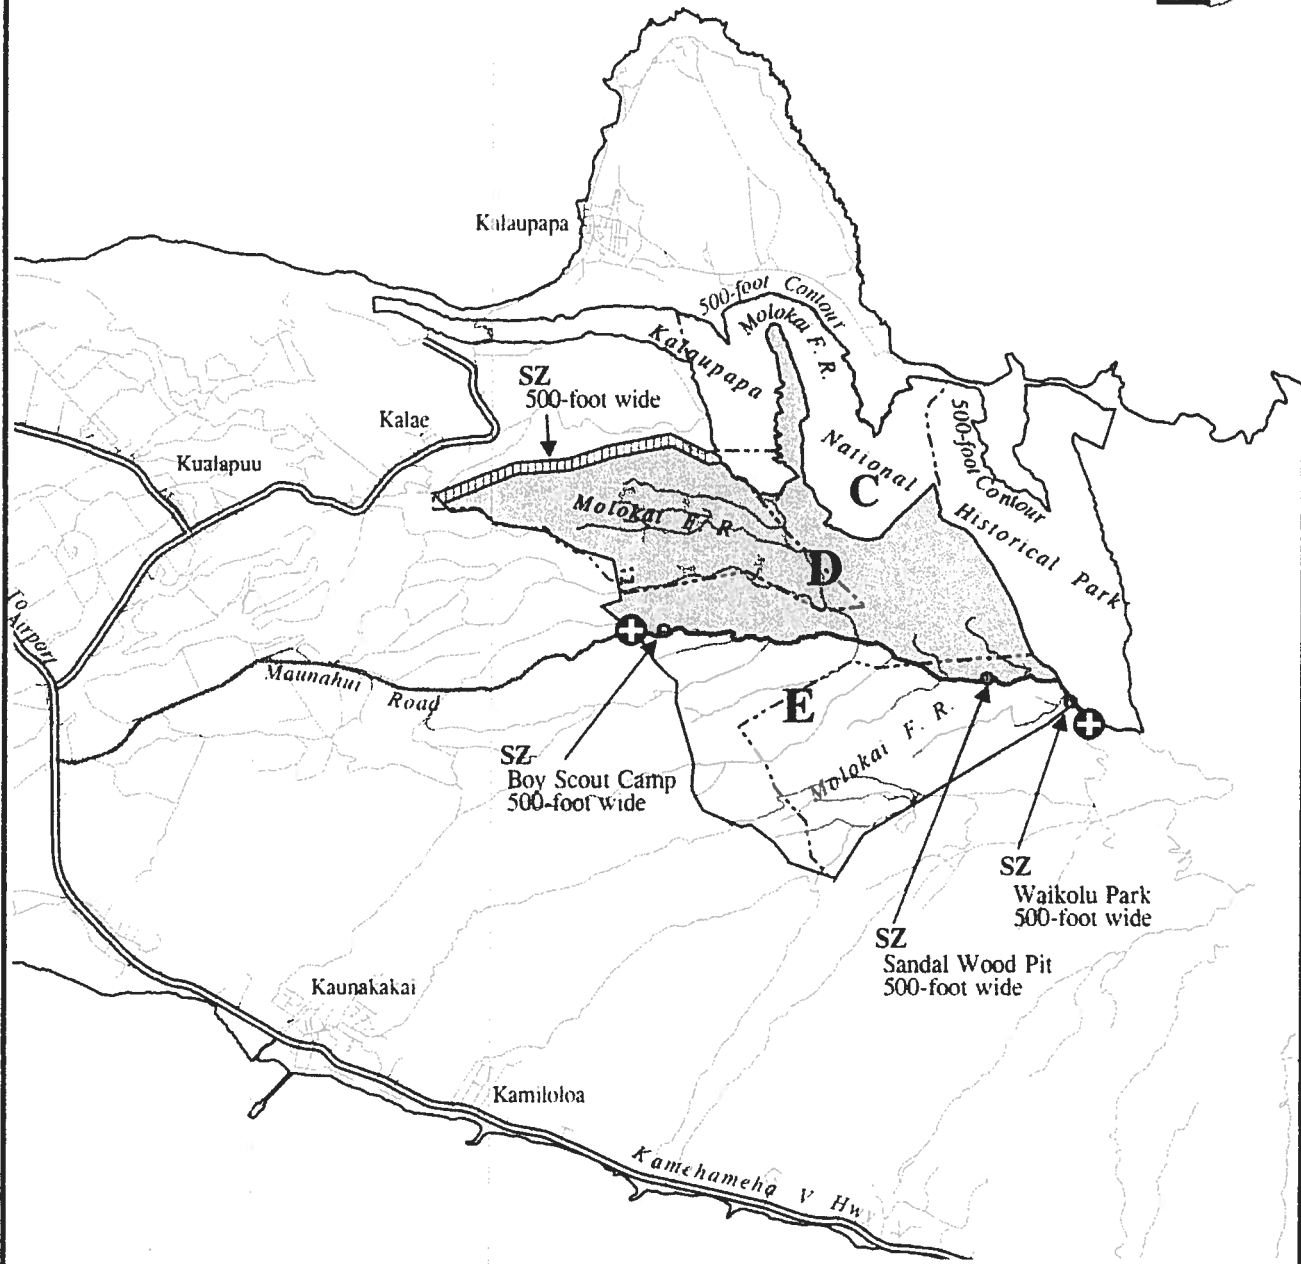 Kalaupapa
500-foot Contour
Molokai F. R.
Kalaupapa
SZ
500-foot wide
Kalae
500-foot Contour
Kualapuu
National
C
Historical Park
Molokai F. R
D
To
Airport
Maunahui Road
E
Molokai F. R.
SZ
Boy Scout Camp
500-foot wide
SZ
Waikolu Park
500-foot wide
SZ
Sandal Wood Pit
500-foot wide
Kaunakakai
Kamiloloa
Kamehameha V Hwy